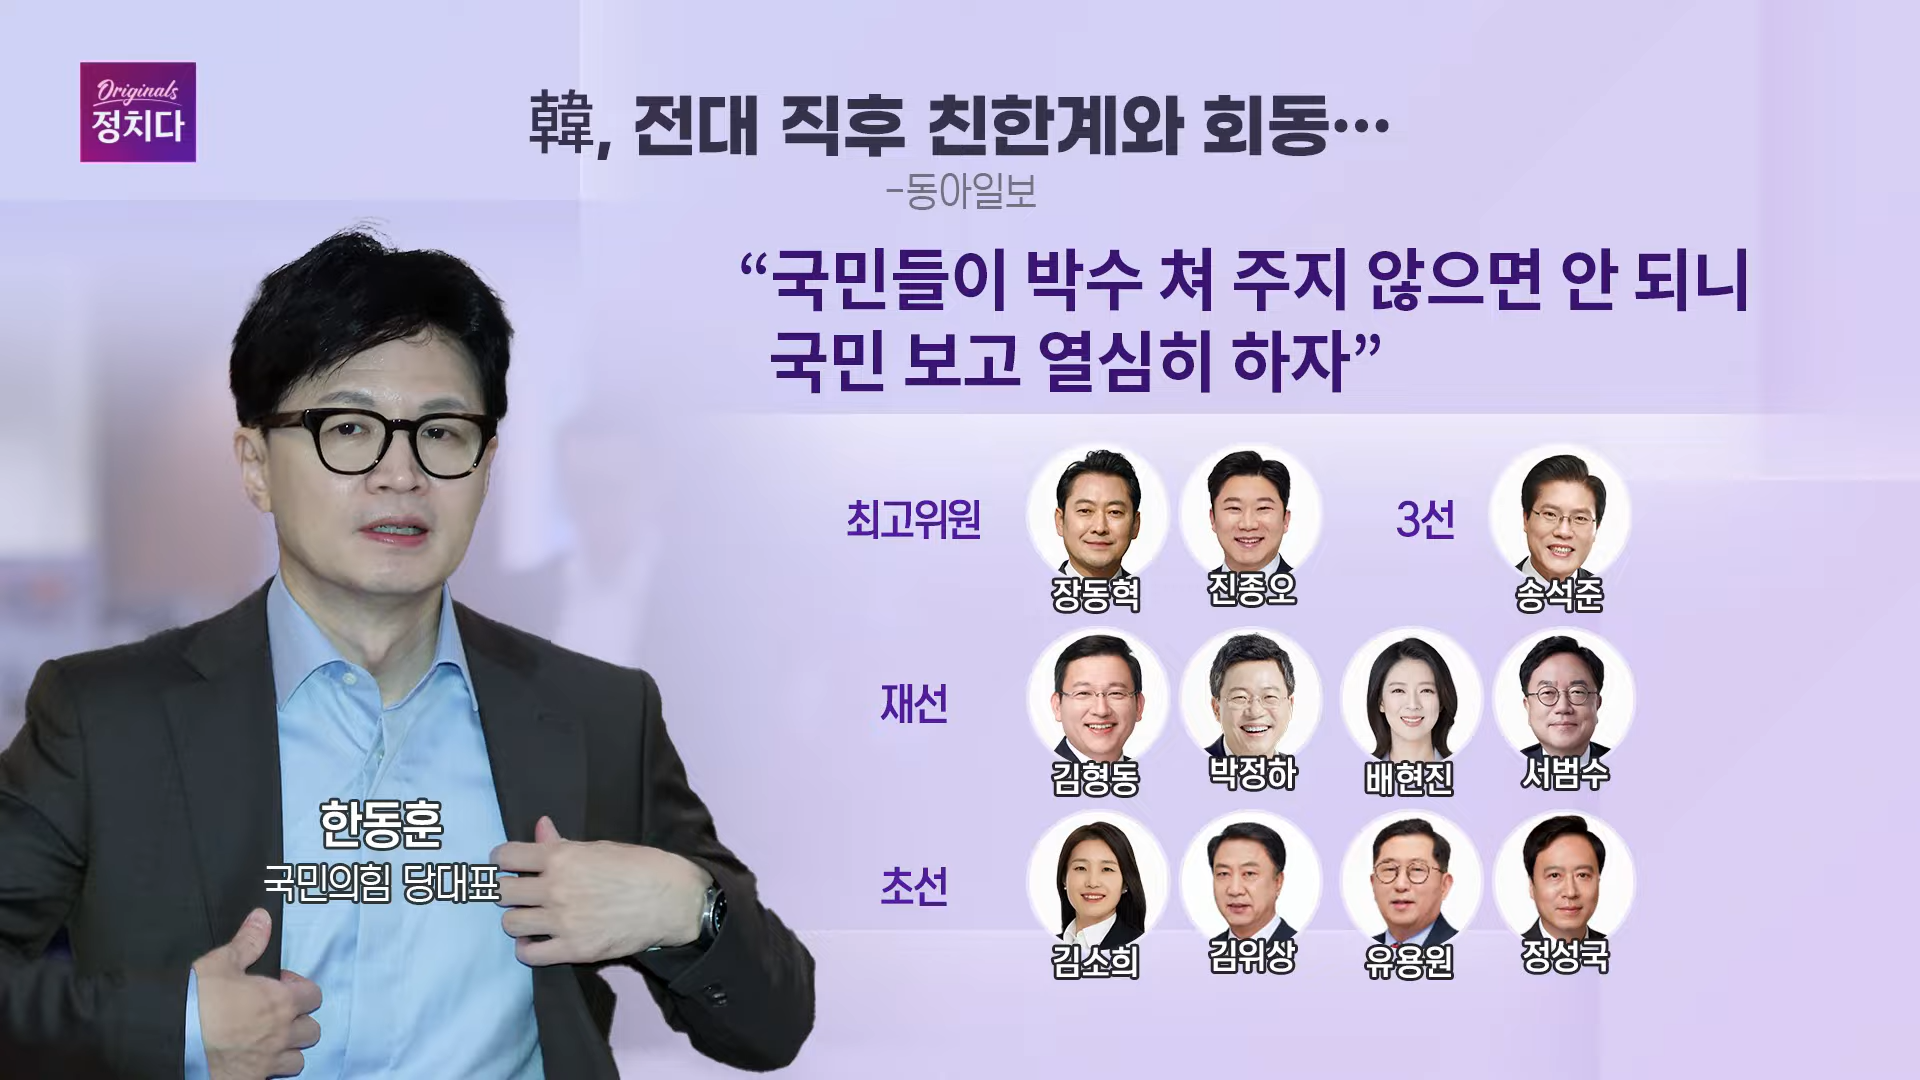 Originals
정치다
韓, 전대 직후 친한계와 회동…
-동아일보
“국민들이 박수 쳐 주지 않으면 안 되니
국민 보고 열심히 하자”
최고위원
장동혁
진종오
3선
송석준
재선
김형동
박정하
배현진
서범수
초선
김소희
김위상
유용원
정성국
한동훈
국민의힘 당대표